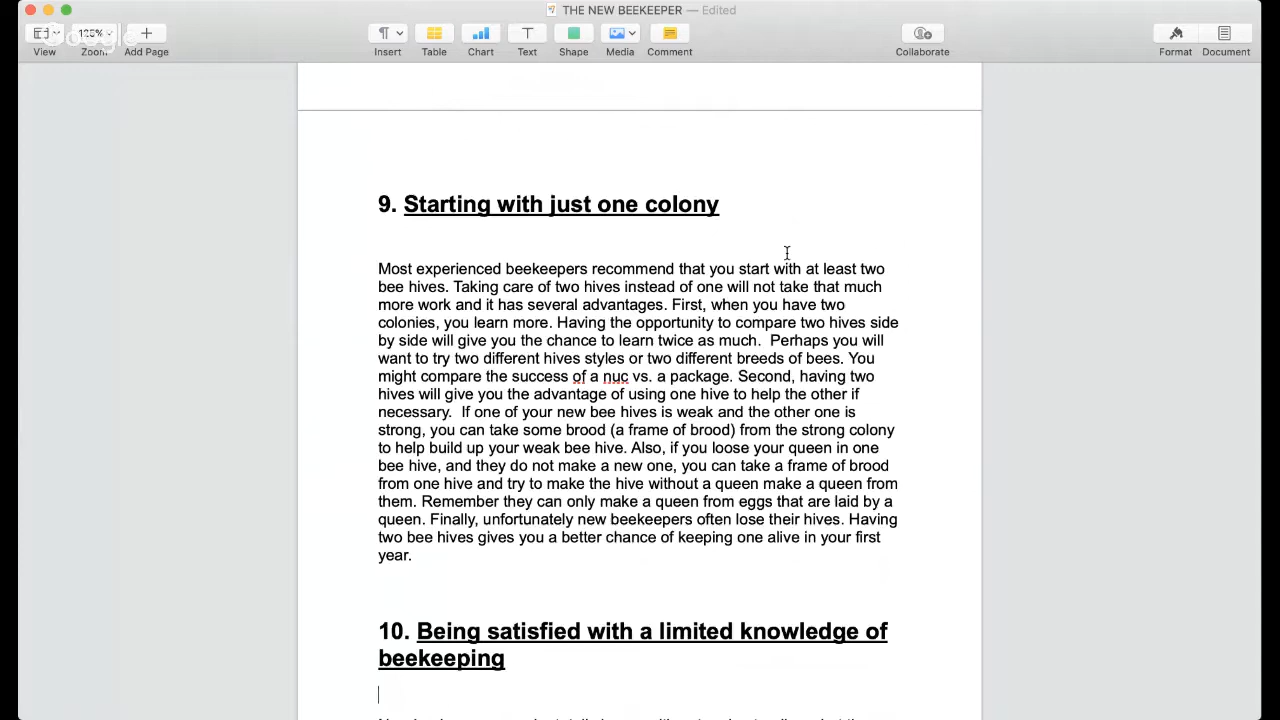 THE NEW BEEKEEPER — Edited
125%
Google
View
Zoom
Add Page
Insert
Table
Chart
Text
Shape
Media
Comment
Collaborate
Format
Document
9. Starting with just one colony
Most experienced beekeepers recommend that you start with at least two
bee hives. Taking care of two hives instead of one will not take that much
more work and it has several advantages. First, when you have two
colonies, you learn more. Having the opportunity to compare two hives side
by side will give you the chance to learn twice as much.  Perhaps you will
want to try two different hives styles or two different breeds of bees. You
might compare the success of a nuc vs. a package. Second, having two
hives will give you the advantage of using one hive to help the other if
necessary.  If one of your new bee hives is weak and the other one is
strong, you can take some brood (a frame of brood) from the strong colony
to help build up your weak bee hive. Also, if you loose your queen in one
bee hive, and they do not make a new one, you can take a frame of brood
from one hive and try to make the hive without a queen make a queen from
them. Remember they can only make a queen from eggs that are laid by a
queen. Finally, unfortunately new beekeepers often lose their hives. Having
two bee hives gives you a better chance of keeping one alive in your first
year.
10. Being satisfied with a limited knowledge of
beekeeping